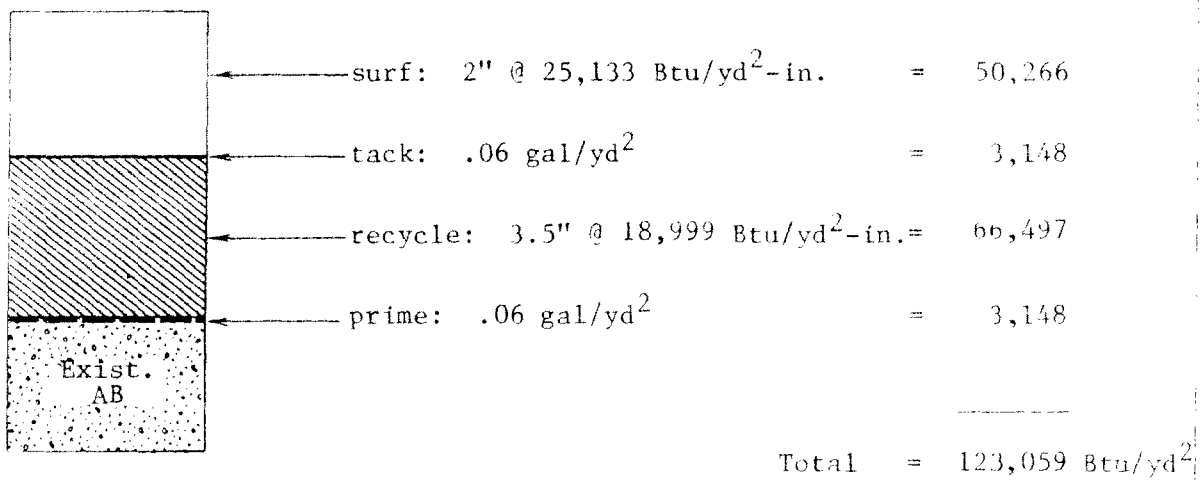 surf: 2" @ 25,133 Btu/yd²-in. = 50,266
tack: .06 gal/yd² = 3,148
recycle: 3.5" @ 18,999 Btu/yd²-in.= 66,497
prime: .06 gal/yd² = 3,148
Exist.
AB
Total = 123,059 Btu/yd²